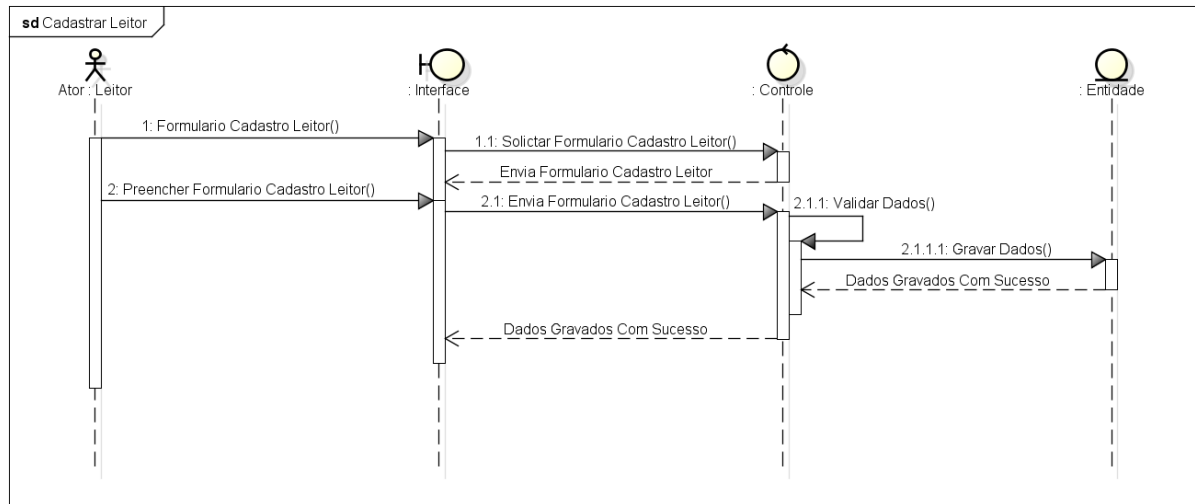 sd Cadastrar Leitor
Ator : Leitor
: Interface
: Controle
: Entidade
1: Formulario Cadastro Leitor()
1.1: Solictar Formulario Cadastro Leitor()
Envia Formulario Cadastro Leitor
2: Preencher Formulario Cadastro Leitor()
2.1: Envia Formulario Cadastro Leitor()
2.1.1: Validar Dados()
2.1.1.1: Gravar Dados()
Dados Gravados Com Sucesso
Dados Gravados Com Sucesso